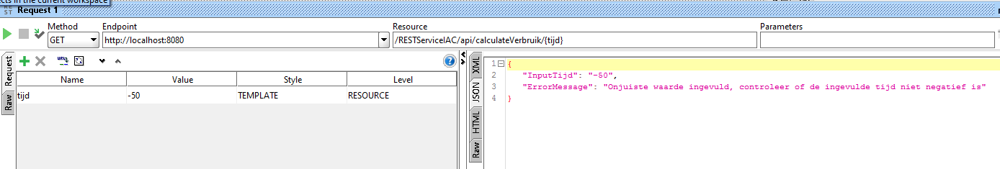 ects in the current workspace
REST Request 1
Method Endpoint Resource Parameters
GET http://localhost:8080 /RESTServiceIAC/api/calculateVerbruik/{tijd}
Request
Raw
Name Value Style Level
tijd -50 TEMPLATE RESOURCE
XML
JSON
HTML
Raw
1 {
2 "InputTijd": "-50",
3 "ErrorMessage": "Onjuiste waarde ingevuld, controleer of de ingevulde tijd niet negatief is"
4 }